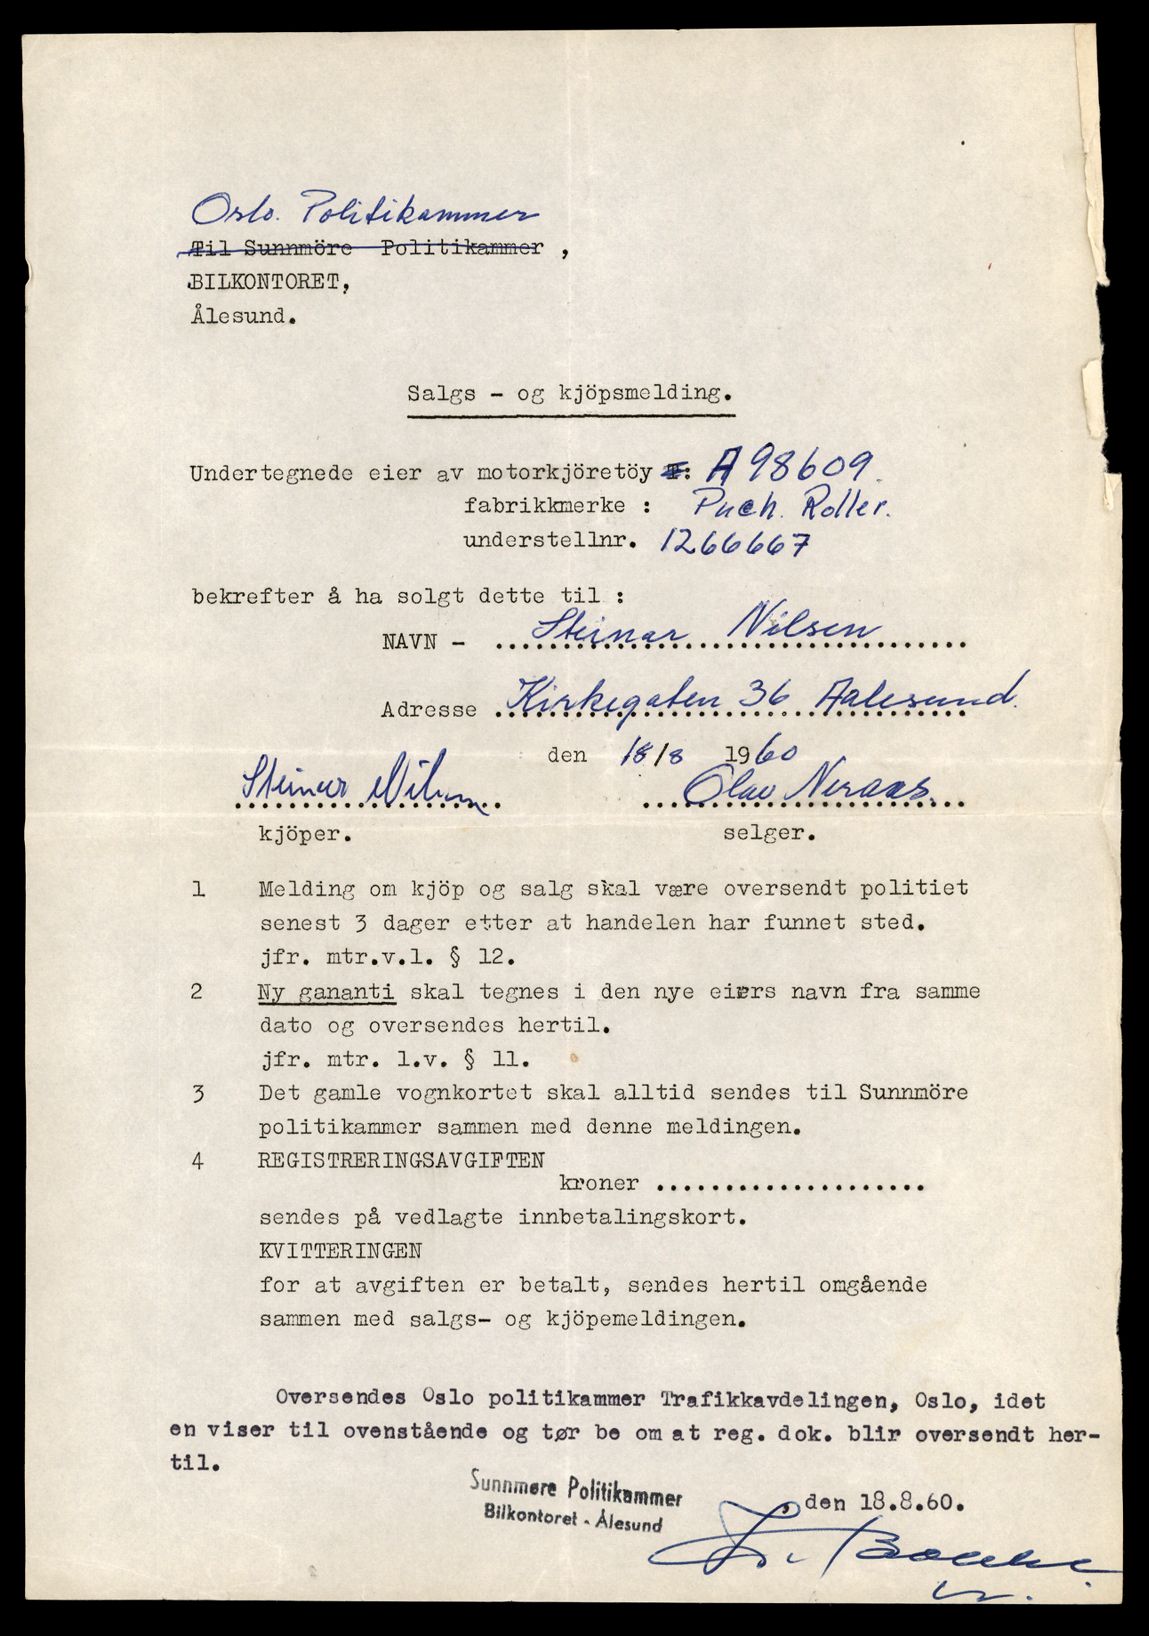 Oslo. Politikammer
Til Sunnmöre Politikammer ,
BILKONTORET,
Ålesund.
Salgs - og kjöpsmelding.
Undertegnede eier av motorkjöretöy T: A 98609.
fabrikkmerke : Puch. Roller.
understellnr. 1266667
bekrefter å ha solgt dette til :
NAVN - Steinar Nilsen
Adresse Kirkegaten 36 Aalesund.
den 18/8 1960
Steinar Nilsen Olav Neraas.
kjöper. selger.
1 Melding om kjöp og salg skal være oversendt politiet
senest 3 dager etter at handelen har funnet sted.
jfr. mtr.v.l. § 12.
2 Ny gananti skal tegnes i den nye eiers navn fra samme
dato og oversendes hertil.
jfr. mtr. l.v. § 11.
3 Det gamle vognkortet skal alltid sendes til Sunnmöre
politikammer sammen med denne meldingen.
4 REGISTRERINGSAVGIFTEN
kroner ....................
sendes på vedlagte innbetalingskort.
KVITTERINGEN
for at avgiften er betalt, sendes hertil omgående
sammen med salgs- og kjöpemeldingen.
Oversendes Oslo politikammer Trafikkavdelingen, Oslo, idet
en viser til ovenstående og tør be om at reg. dok. blir oversendt her-
til.
Sunnmøre Politikammer
Bilkontoret - Ålesund
, den 18.8.60.